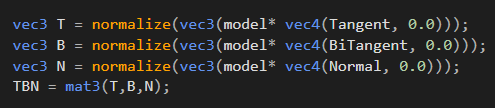 vec3 T = normalize(vec3(model* vec4(Tangent, 0.0)));
vec3 B = normalize(vec3(model* vec4(BiTangent, 0.0)));
vec3 N = normalize(vec3(model* vec4(Normal, 0.0)));
TBN = mat3(T,B,N);